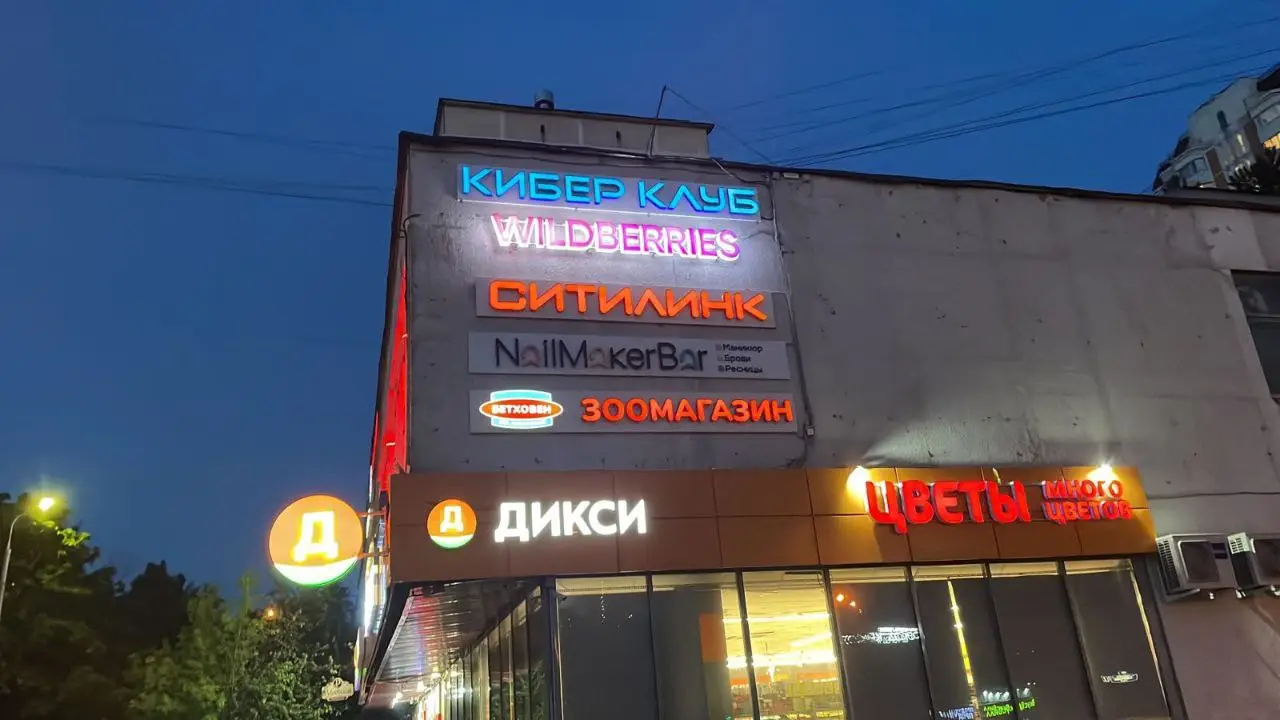 КИБЕР КЛУБ
WILDBERRIES
СИТИЛИНК
NailMakerBar
Маникюр
Брови
Ресницы
БЕТХОВЕН
ЗООМАГАЗИН
Д
Д ДИКСИ
ЦВЕТЫ
МНОГО
ЦВЕТОВ